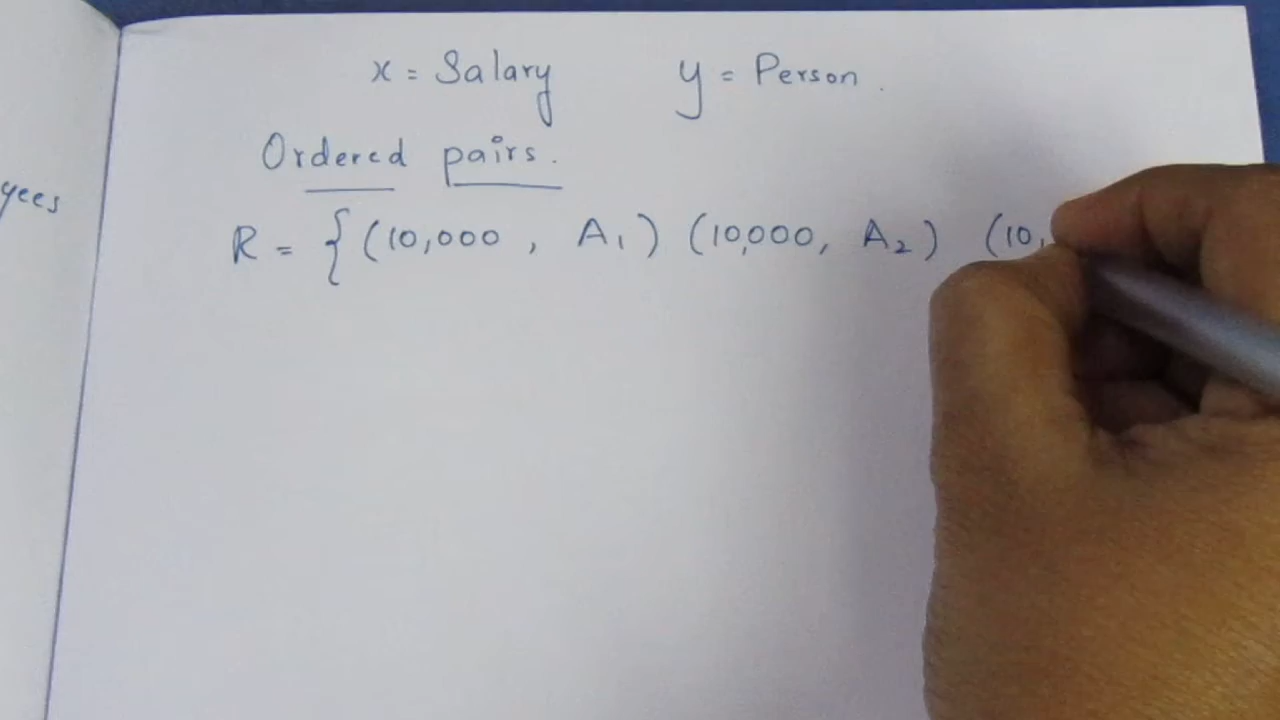 x = Salary y = Person
Ordered pairs.
yees
R = { (10,000 , A₁) (10,000, A₂) (10,